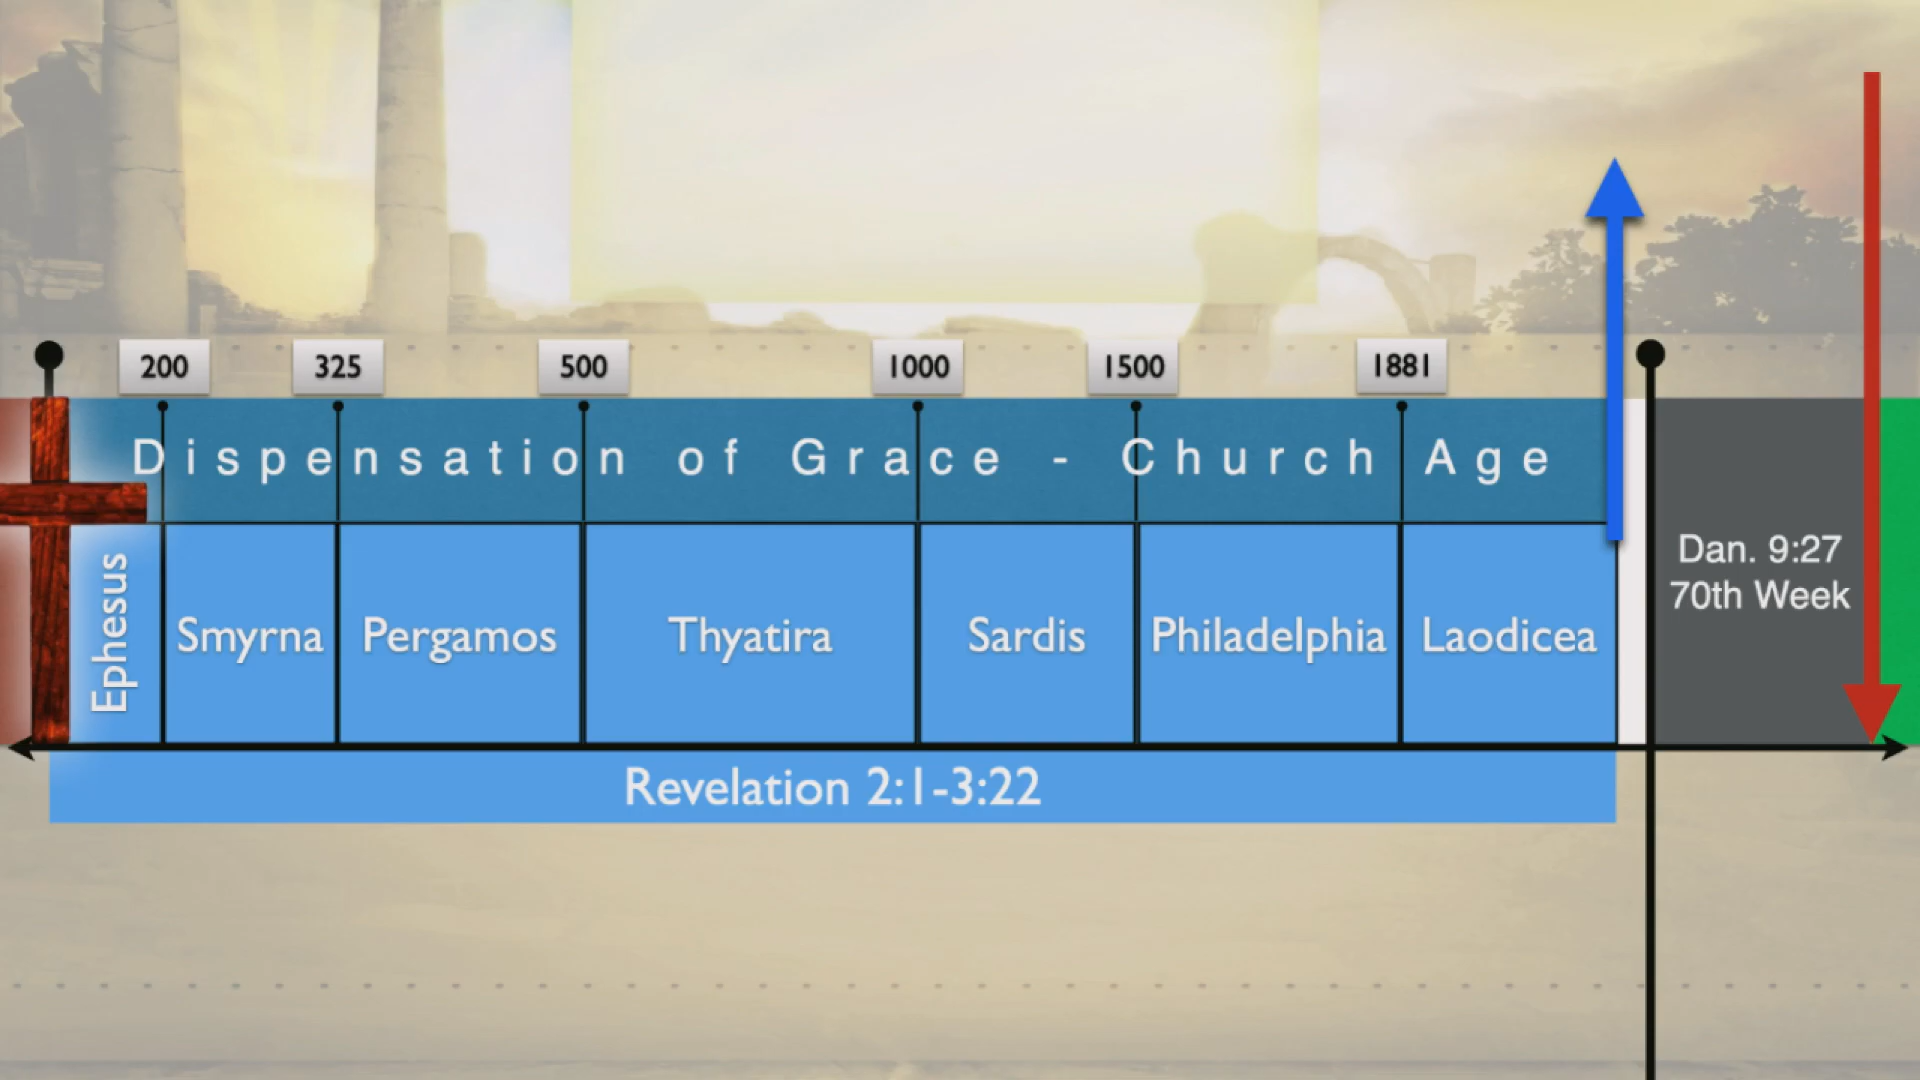 200 325 500 1000 1500 1881
Dispensation of Grace - Church Age
Ephesus
Smyrna
Pergamos
Thyatira
Sardis
Philadelphia
Laodicea
Dan. 9:27
70th Week
Revelation 2:1-3:22